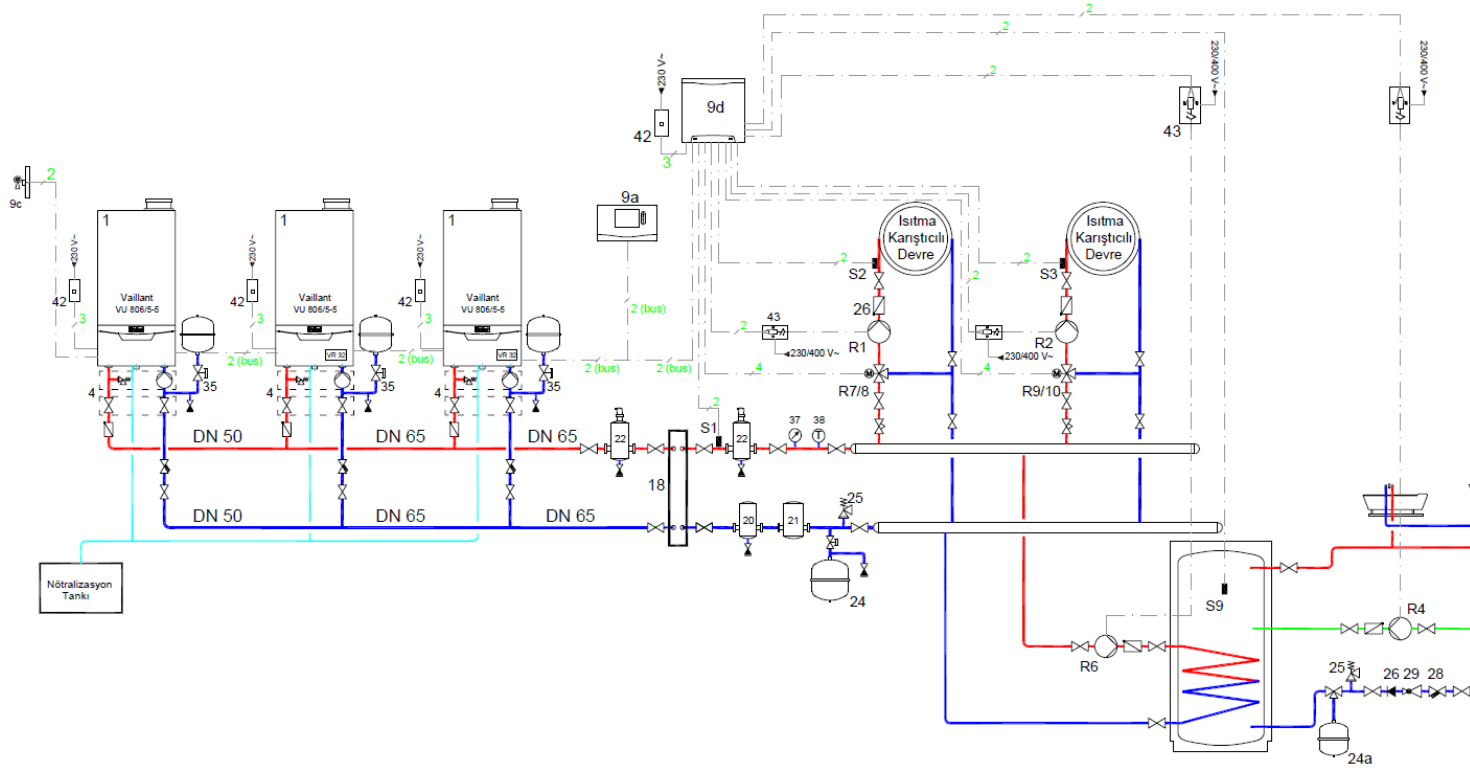 2
2
2
230 V~
230/400 V~
230/400 V~
9d
42
43
3
2
9c
9a
1
1
1
230 V~
230 V~
230 V~
Isıtma
Karıştıcılı
Devre
Isıtma
Karıştıcılı
Devre
2
2
S2
S3
2
2
42
42
42
Vaillant
VU 806/5-5
Vaillant
VU 806/5-5
Vaillant
VU 806/5-5
3
3
3
2 (bus)
26
43
2
2
R1
R2
230/400 V~
230/400 V~
VR 32
VR 32
2 (bus)
2 (bus)
2 (bus)
2 (bus)
4
4
4
4
4
35
35
35
R7/8
R9/10
2
S1
37
38
DN 50
DN 65
DN 65
22
22
18
25
DN 50
DN 65
DN 65
20
21
Nötralizasyon
Tankı
24
S9
R4
R6
25
26
29
28
24a